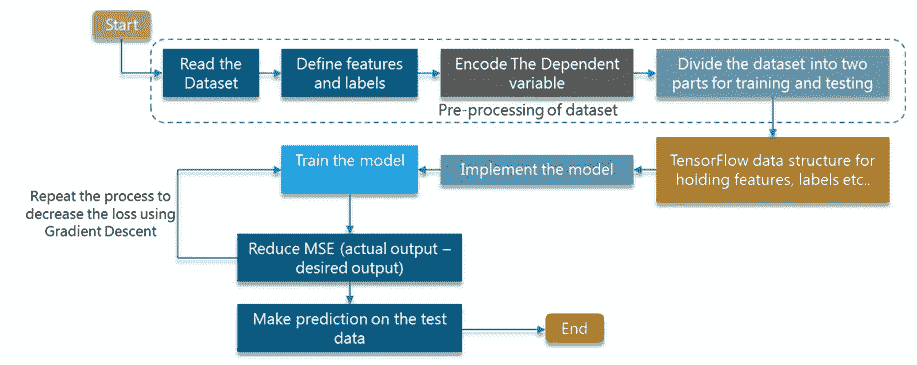 Start
Read the
Dataset
Define features
and labels
Encode The Dependent
variable
Divide the dataset into two
parts for training and testing
Pre-processing of dataset
TensorFlow data structure for
holding features, labels etc..
Implement the model
Train the model
Repeat the process to
decrease the loss using
Gradient Descent
Reduce MSE (actual output –
desired output)
Make prediction on the test
data
End